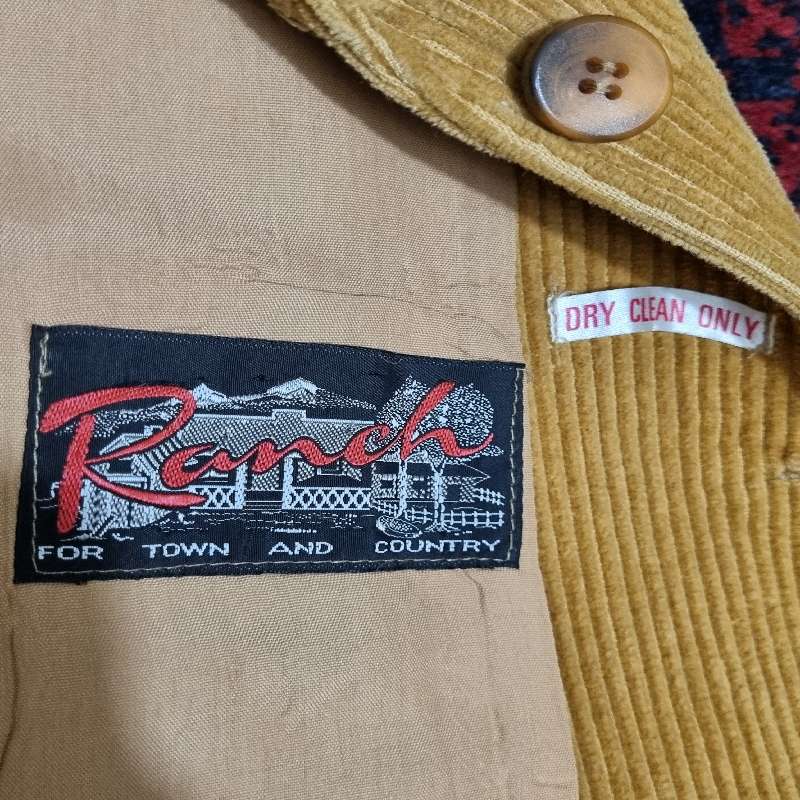 DRY CLEAN ONLY
Ranch
FOR TOWN AND COUNTRY